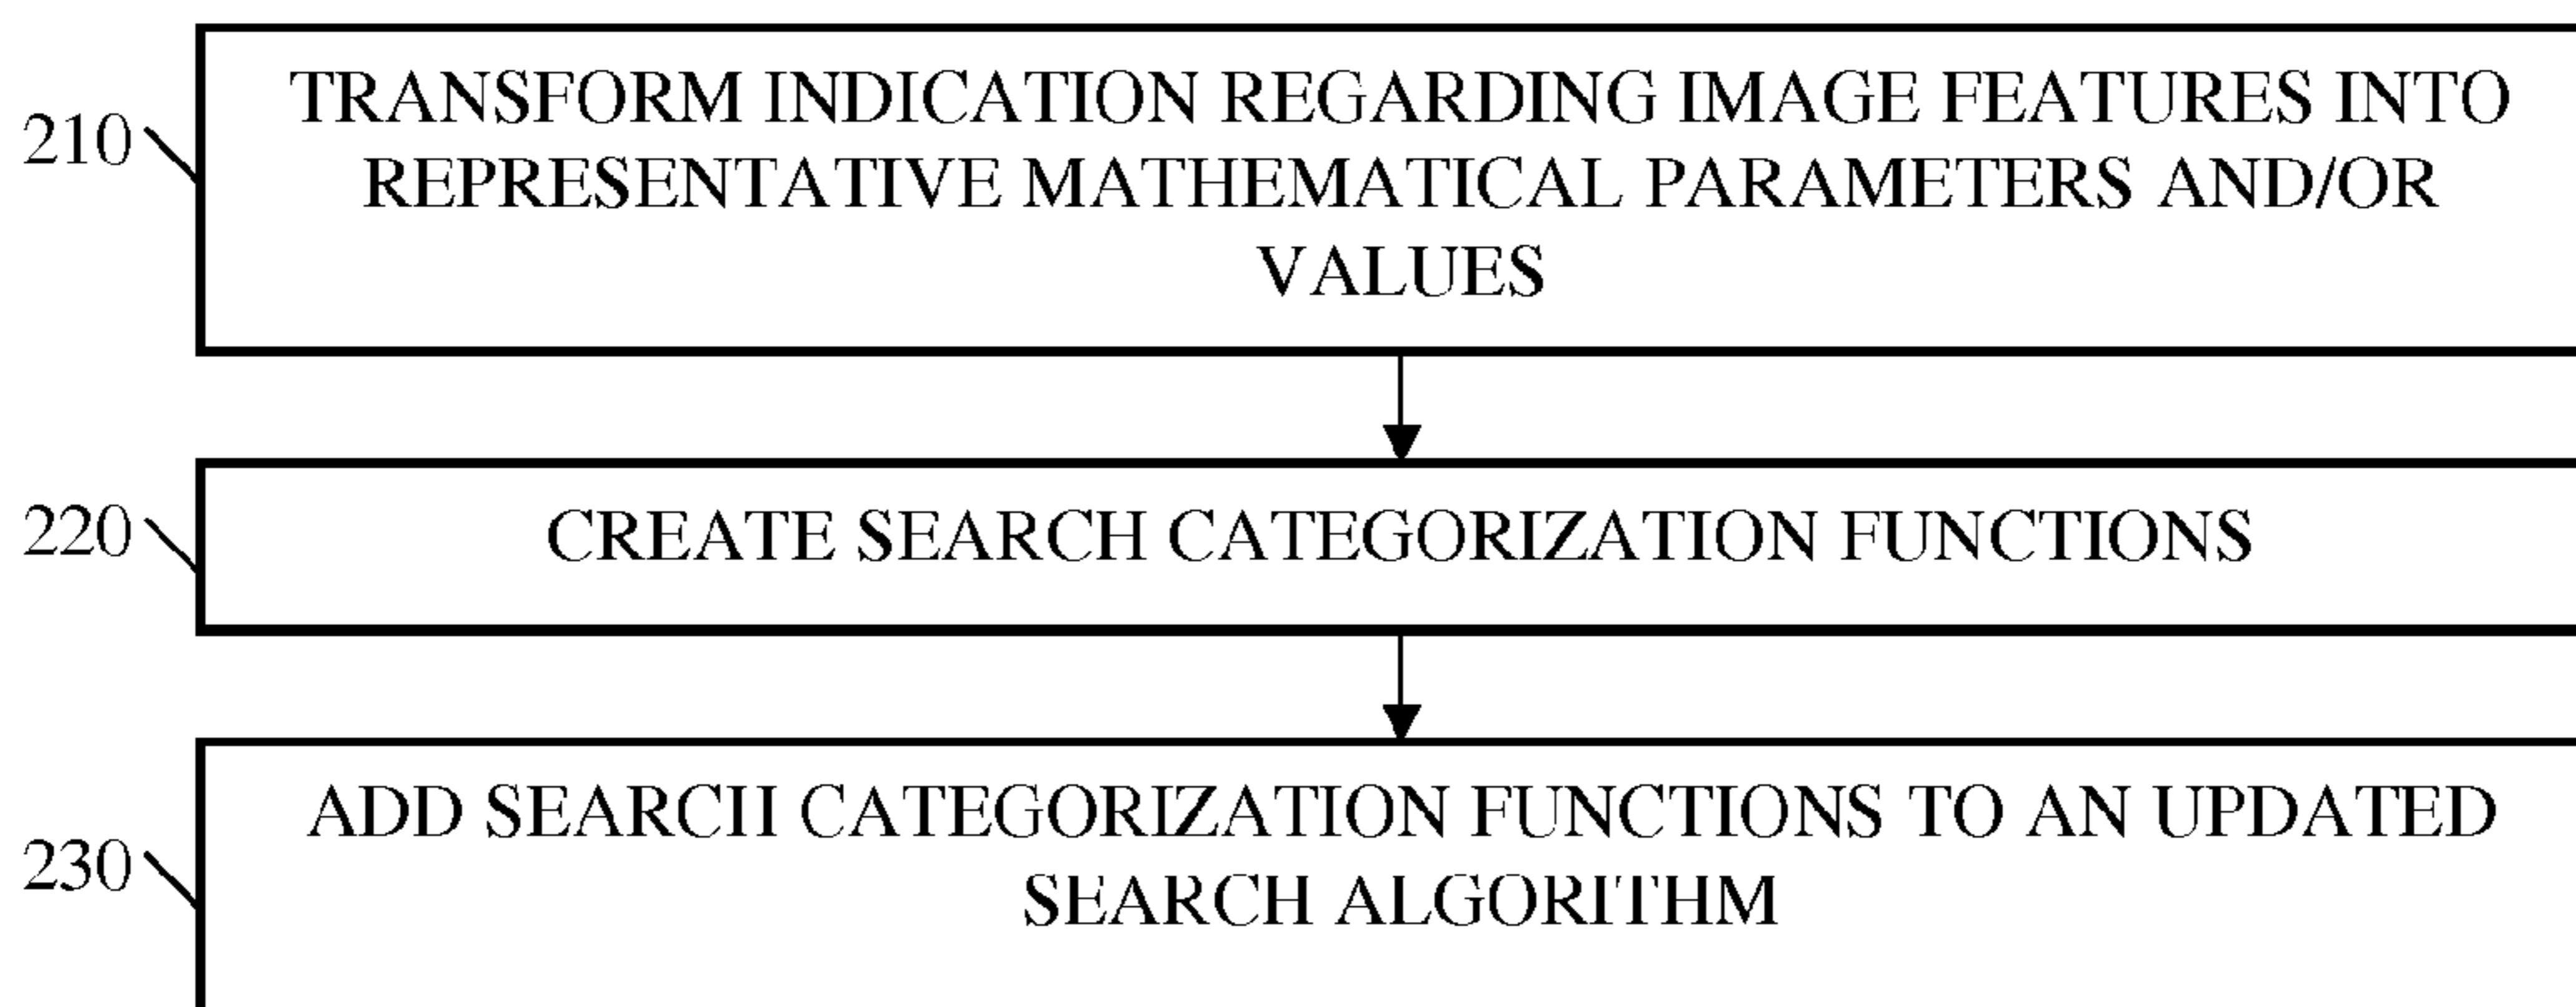 210
TRANSFORM INDICATION REGARDING IMAGE FEATURES INTO
REPRESENTATIVE MATHEMATICAL PARAMETERS AND/OR
VALUES
220
CREATE SEARCH CATEGORIZATION FUNCTIONS
230
ADD SEARCH CATEGORIZATION FUNCTIONS TO AN UPDATED
SEARCH ALGORITHM